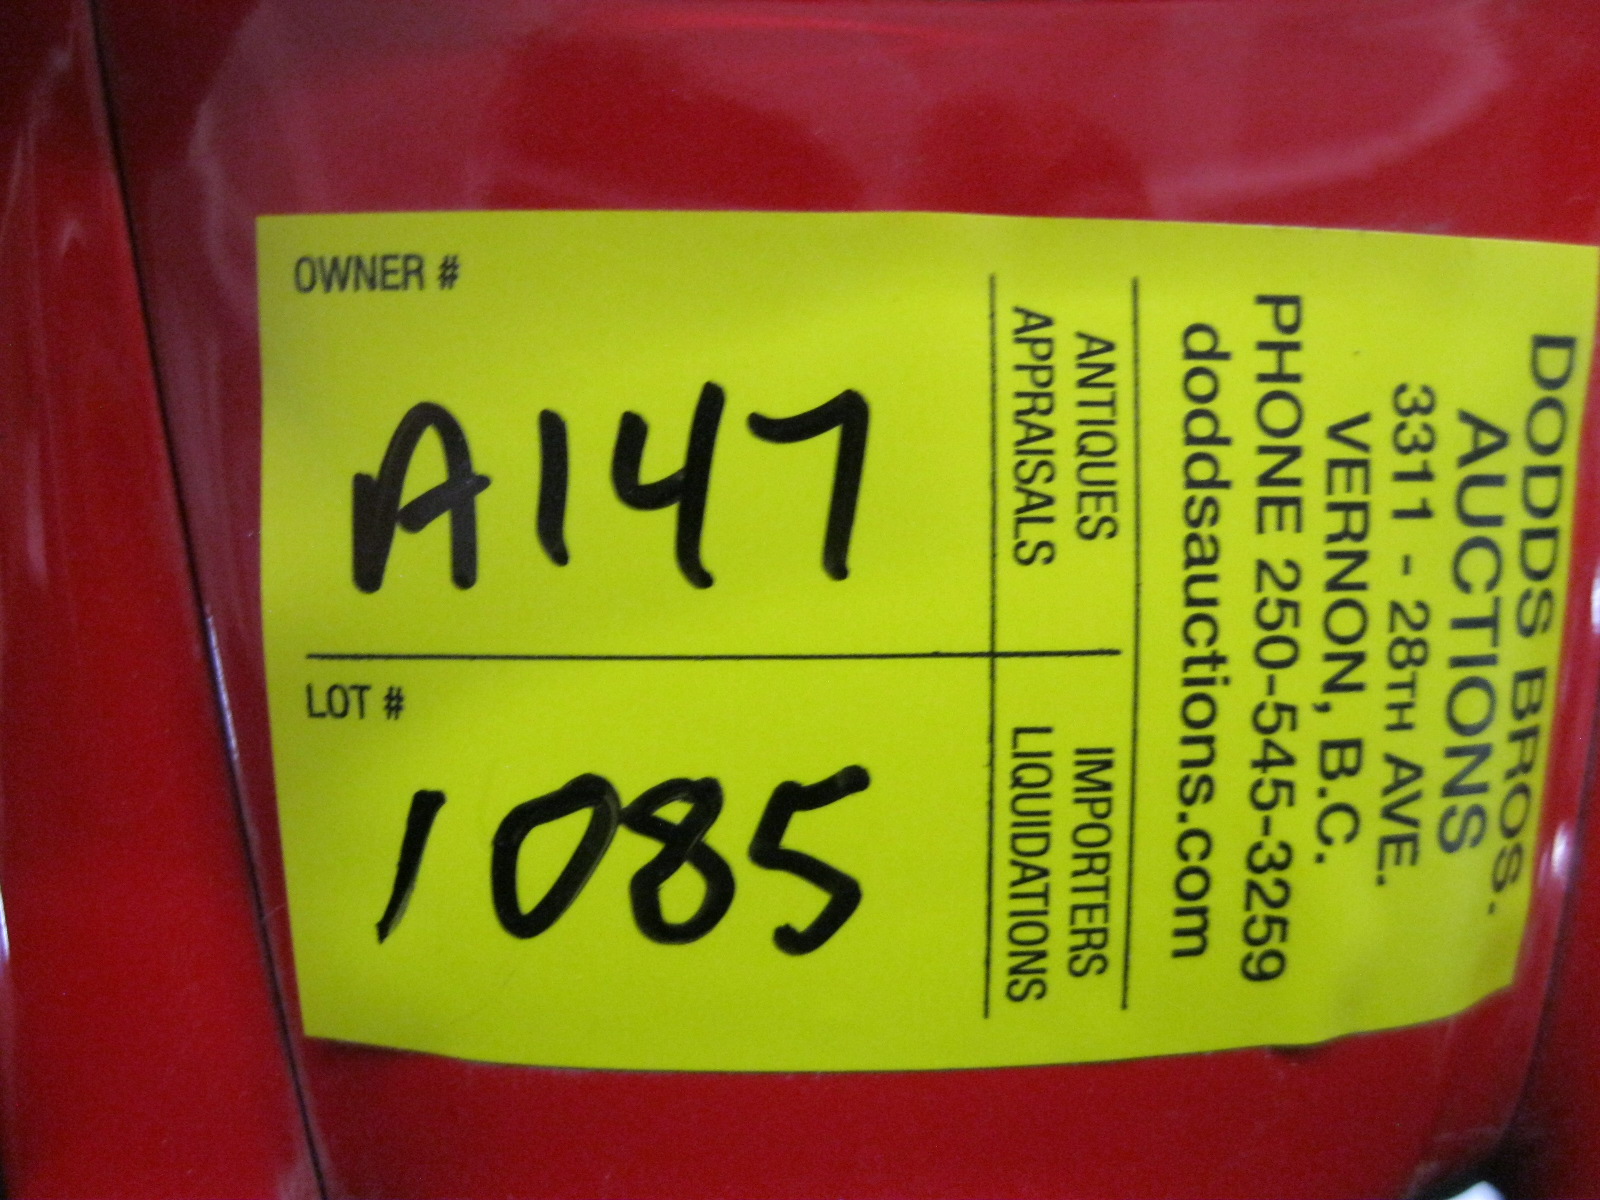 OWNER #
A147
LOT #
1085
DODDS BROS.
AUCTIONS
3311 - 28TH AVE.
VERNON, B.C.
PHONE 250-545-3259
doddsauctions.com
ANTIQUES IMPORTERS
APPRAISALS LIQUIDATIONS